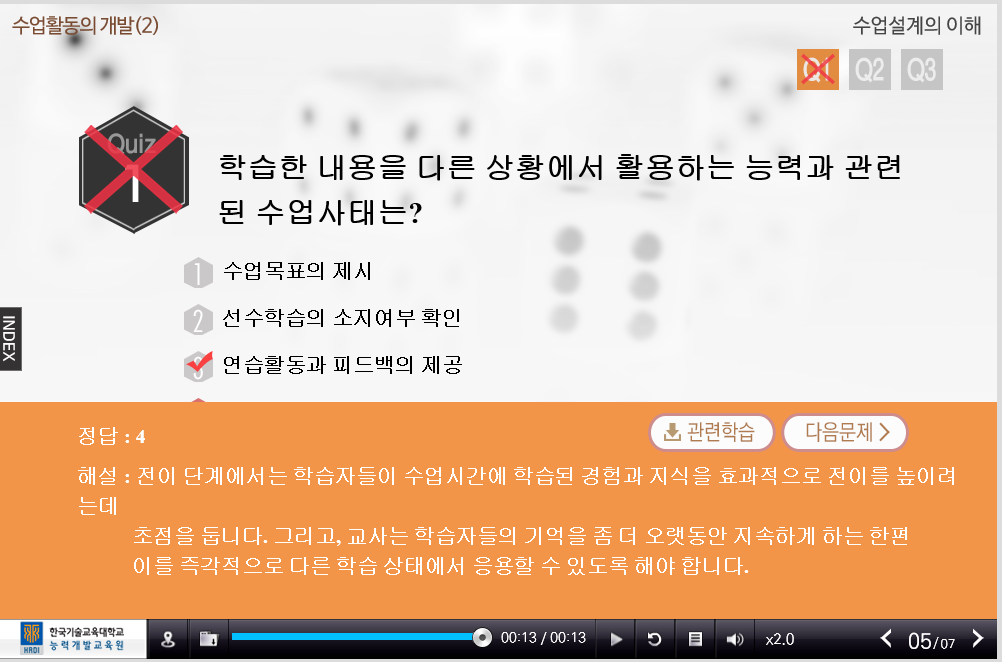 수업활동의 개발(2)
수업설계의 이해
Q1 Q2 Q3
Quiz
1
학습한 내용을 다른 상황에서 활용하는 능력과 관련
된 수업사태는?
1 수업목표의 제시
2 선수학습의 소지여부 확인
3 연습활동과 피드백의 제공
INDEX
정답 : 4
관련학습
다음문제
해설 : 전이 단계에서는 학습자들이 수업시간에 학습된 경험과 지식을 효과적으로 전이를 높이려
는데
초점을 둡니다. 그리고, 교사는 학습자들의 기억을 좀 더 오랫동안 지속하게 하는 한편
이를 즉각적으로 다른 학습 상태에서 응용할 수 있도록 해야 합니다.
HRDI
한국기술교육대학교
능력개발교육원
00:13 / 00:13
x2.0
05/07